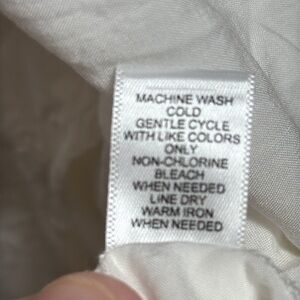 MACHINE WASH
COLD
GENTLE CYCLE
WITH LIKE COLORS
ONLY
NON-CHLORINE
BLEACH
WHEN NEEDED
LINE DRY
WARM IRON
WHEN NEEDED